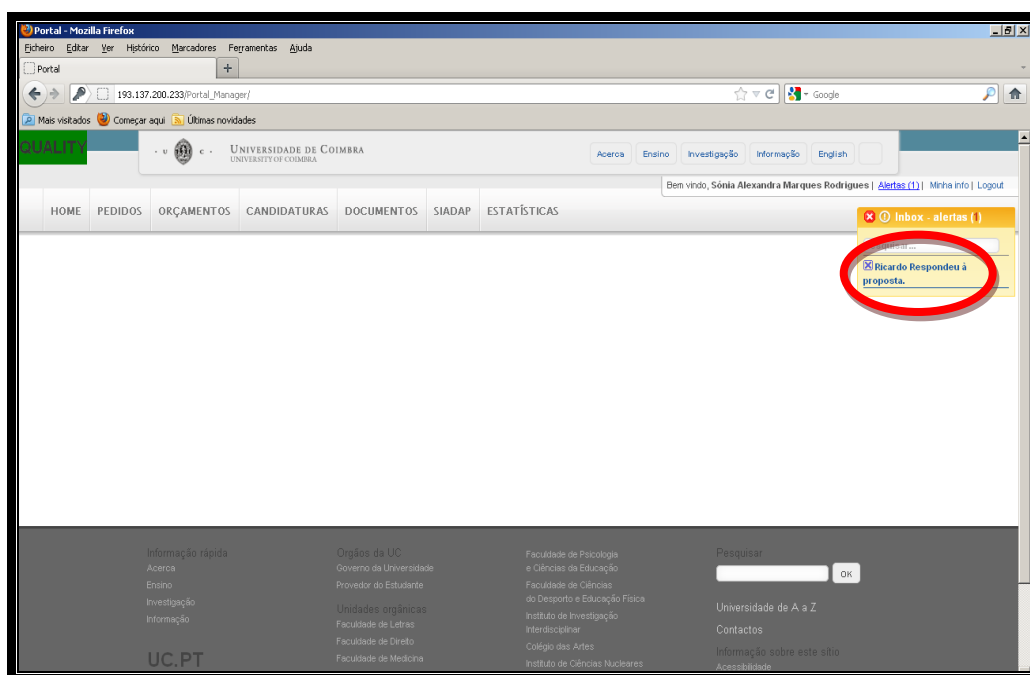 Portal - Mozilla Firefox
Ficheiro Editar Ver Histórico Marcadores Ferramentas Ajuda
Portal
193.137.200.233/Portal_Manager/
Google
Mais visitados Começar aqui Últimas novidades
QUALITY
· U C ·
UNIVERSIDADE DE COIMBRA
UNIVERSITY OF COIMBRA
Acerca Ensino Investigação Informação English
Bem vindo, Sónia Alexandra Marques Rodrigues | Alertas (1) | Minha info | Logout
HOME PEDIDOS ORÇAMENTOS CANDIDATURAS DOCUMENTOS SIADAP ESTATÍSTICAS
Inbox - alertas (1)
Ricardo Respondeu à
proposta.
Informação rápida
Acerca
Ensino
Investigação
Informação
UC.PT
Orgãos da UC
Governo da Universidade
Provedor do Estudante
Unidades orgânicas
Faculdade de Letras
Faculdade de Direito
Faculdade de Medicina
Faculdade de Psicologia
e Ciências da Educação
Faculdade de Ciências
do Desporto e Educação Física
Instituto de Investigação
Interdisciplinar
Colégio das Artes
Instituto de Ciências Nucleares
Pesquisar
OK
Universidade de A a Z
Contactos
Informação sobre este sítio
Acessibilidade